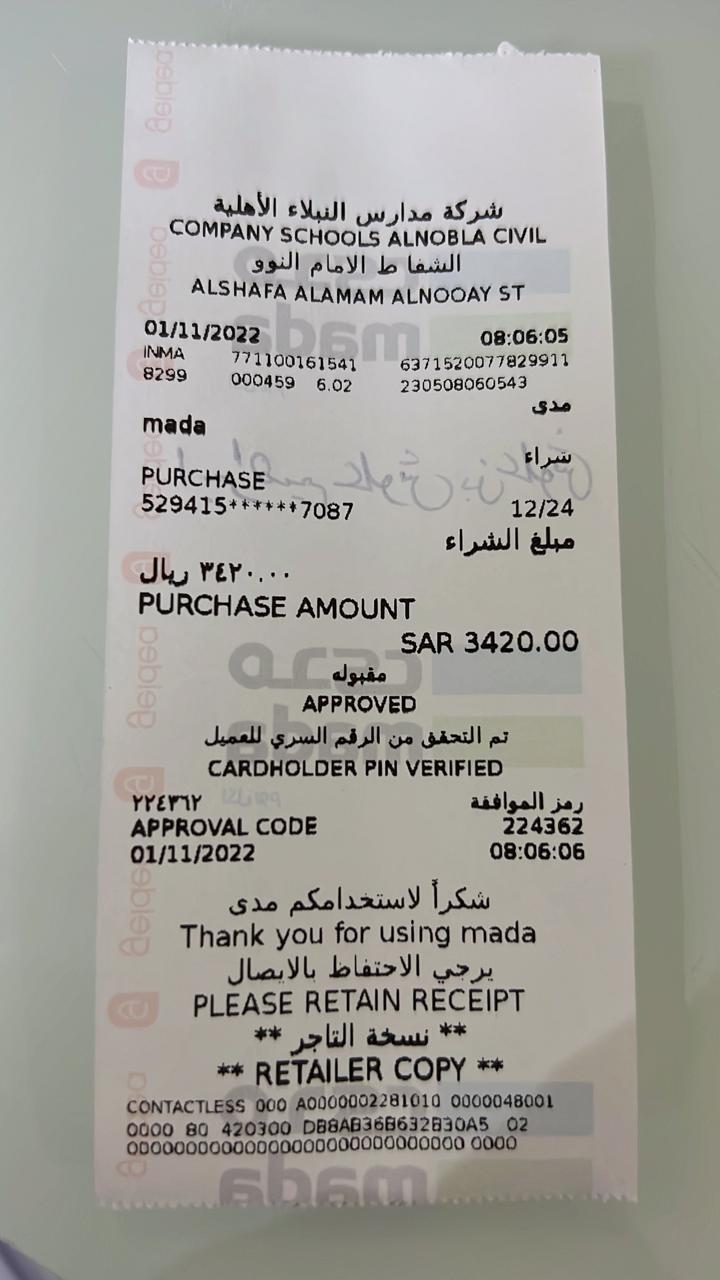 شركة مدارس النبلاء الأهلية
COMPANY SCHOOLS ALNOBLA CIVIL
الشفا ط الامام النوو
ALSHAFA ALAMAM ALNOOAY ST
01/11/2022 08:06:05
INMA 771100161541 6371520077829911
8299 000459 6.02 230508060543
مدى
mada
شراء
PURCHASE
529415******7087 12/24
مبلغ الشراء
٣٤٢٠.٠٠ ريال
PURCHASE AMOUNT
SAR 3420.00
مقبوله
APPROVED
تم التحقق من الرقم السري للعميل
CARDHOLDER PIN VERIFIED
رمز الموافقة ٢٢٤٣٦٢
APPROVAL CODE 224362
01/11/2022 08:06:06
شكراً لاستخدامكم مدى
Thank you for using mada
يرجي الاحتفاظ بالايصال
PLEASE RETAIN RECEIPT
** نسخة التاجر **
** RETAILER COPY **
CONTACTLESS 000 A0000002281010 0000048001
0000 80 420300 DB8AB36B632B30A5 02
00000000000000000000000000000 0000